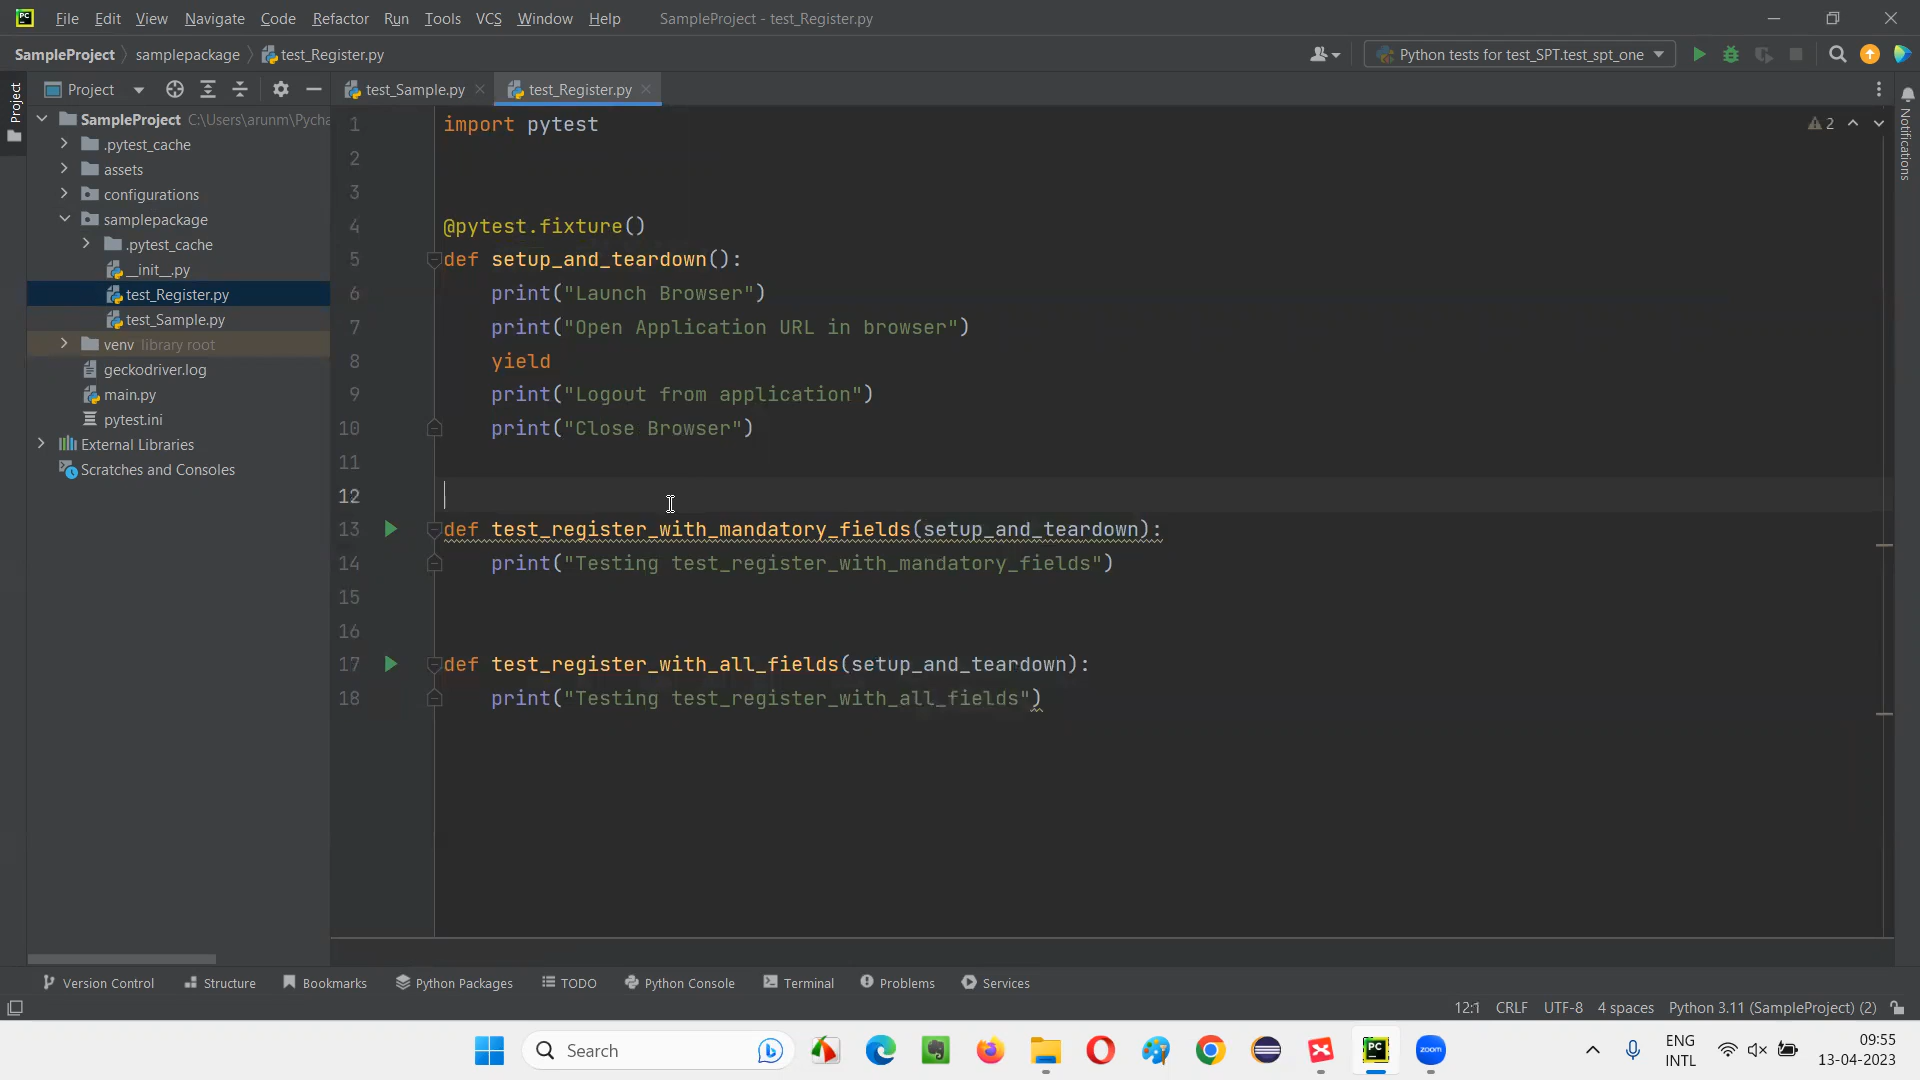 File Edit View Navigate Code Refactor Run Tools VCS Window Help SampleProject - test_Register.py
SampleProject samplepackage test_Register.py Python tests for test_SPT.test_spt_one
Project test_Sample.py test_Register.py
Project
SampleProject C:\Users\arunm\Pycha
.pytest_cache
assets
configurations
samplepackage
.pytest_cache
__init__.py
test_Register.py
test_Sample.py
venv library root
geckodriver.log
main.py
pytest.ini
External Libraries
Scratches and Consoles
1 import pytest
2
3
4 @pytest.fixture()
5 def setup_and_teardown():
6 print("Launch Browser")
7 print("Open Application URL in browser")
8 yield
9 print("Logout from application")
10 print("Close Browser")
11
12
13 def test_register_with_mandatory_fields(setup_and_teardown):
14 print("Testing test_register_with_mandatory_fields")
15
16
17 def test_register_with_all_fields(setup_and_teardown):
18 print("Testing test_register_with_all_fields")
2
Notifications
Version Control Structure Bookmarks Python Packages TODO Python Console Terminal Problems Services
12:1 CRLF UTF-8 4 spaces Python 3.11 (SampleProject) (2)
Search
PC
zoom
ENG
INTL
09:55
13-04-2023